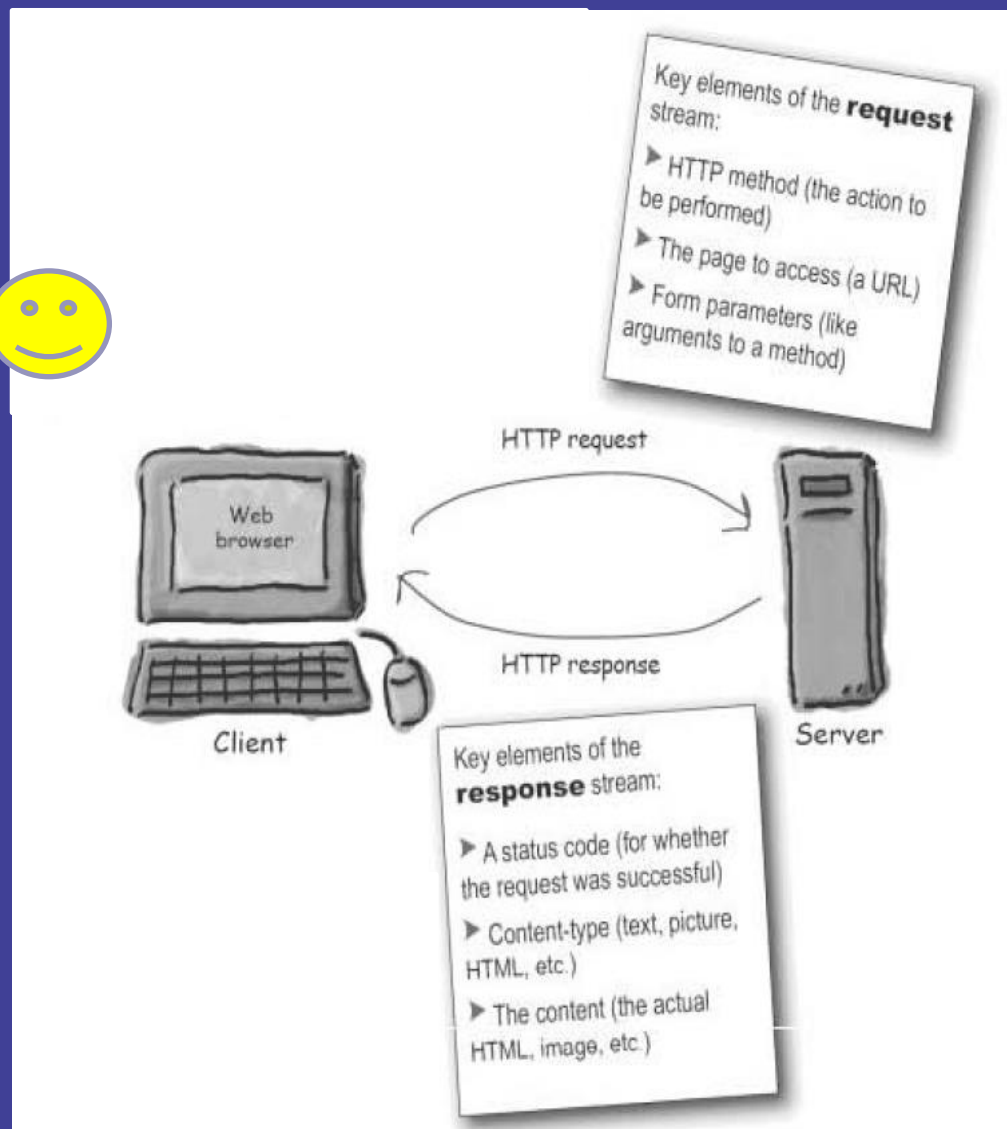 Key elements of the request
stream:
➤ HTTP method (the action to
be performed)
➤ The page to access (a URL)
➤ Form parameters (like
arguments to a method)
HTTP request
Web
browser
HTTP response
Client
Server
Key elements of the
response stream:
➤ A status code (for whether
the request was successful)
➤ Content-type (text, picture,
HTML, etc.)
➤ The content (the actual
HTML, image, etc.)